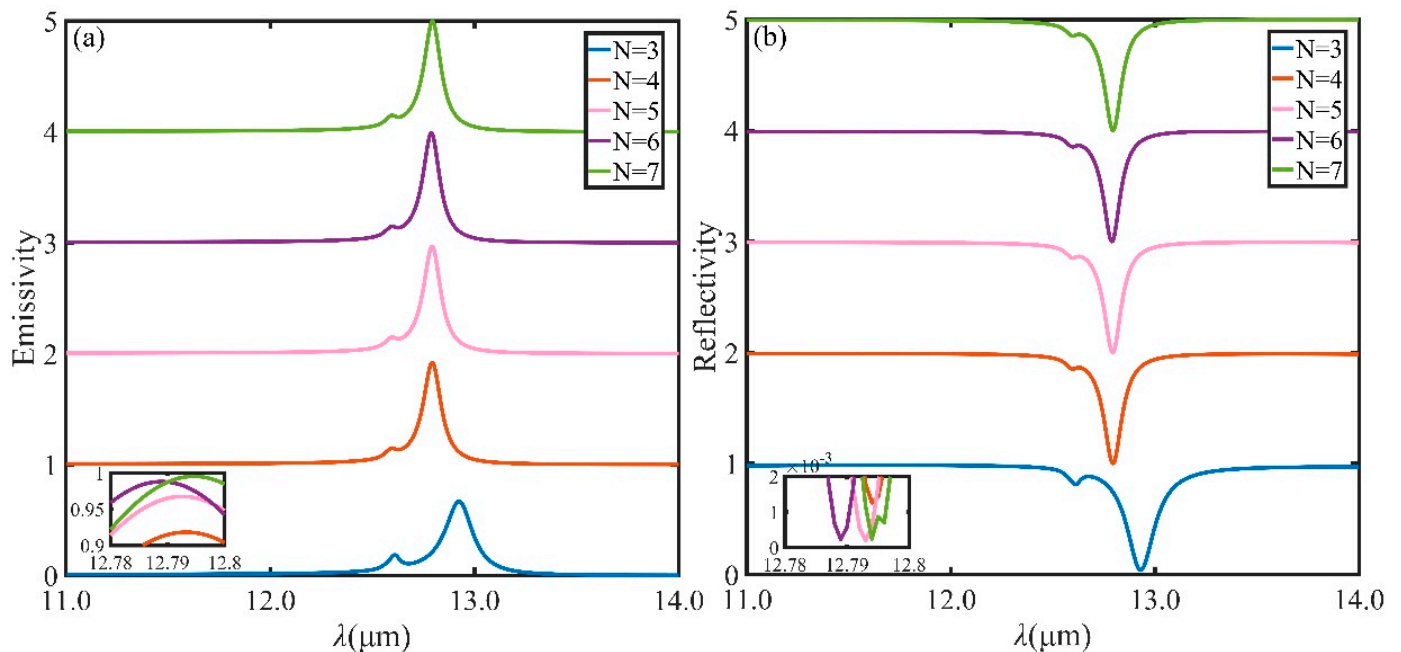 (a)
5
4
3
2
1
0
Emissivity
N=3
N=4
N=5
N=6
N=7
1
0.95
0.9
12.78
12.79
12.8
11.0
12.0
13.0
14.0
λ(μm)
(b)
5
4
3
2
1
0
Reflectivity
N=3
N=4
N=5
N=6
N=7
×10⁻³
2
1
0
12.78
12.79
12.8
11.0
12.0
13.0
14.0
λ(μm)